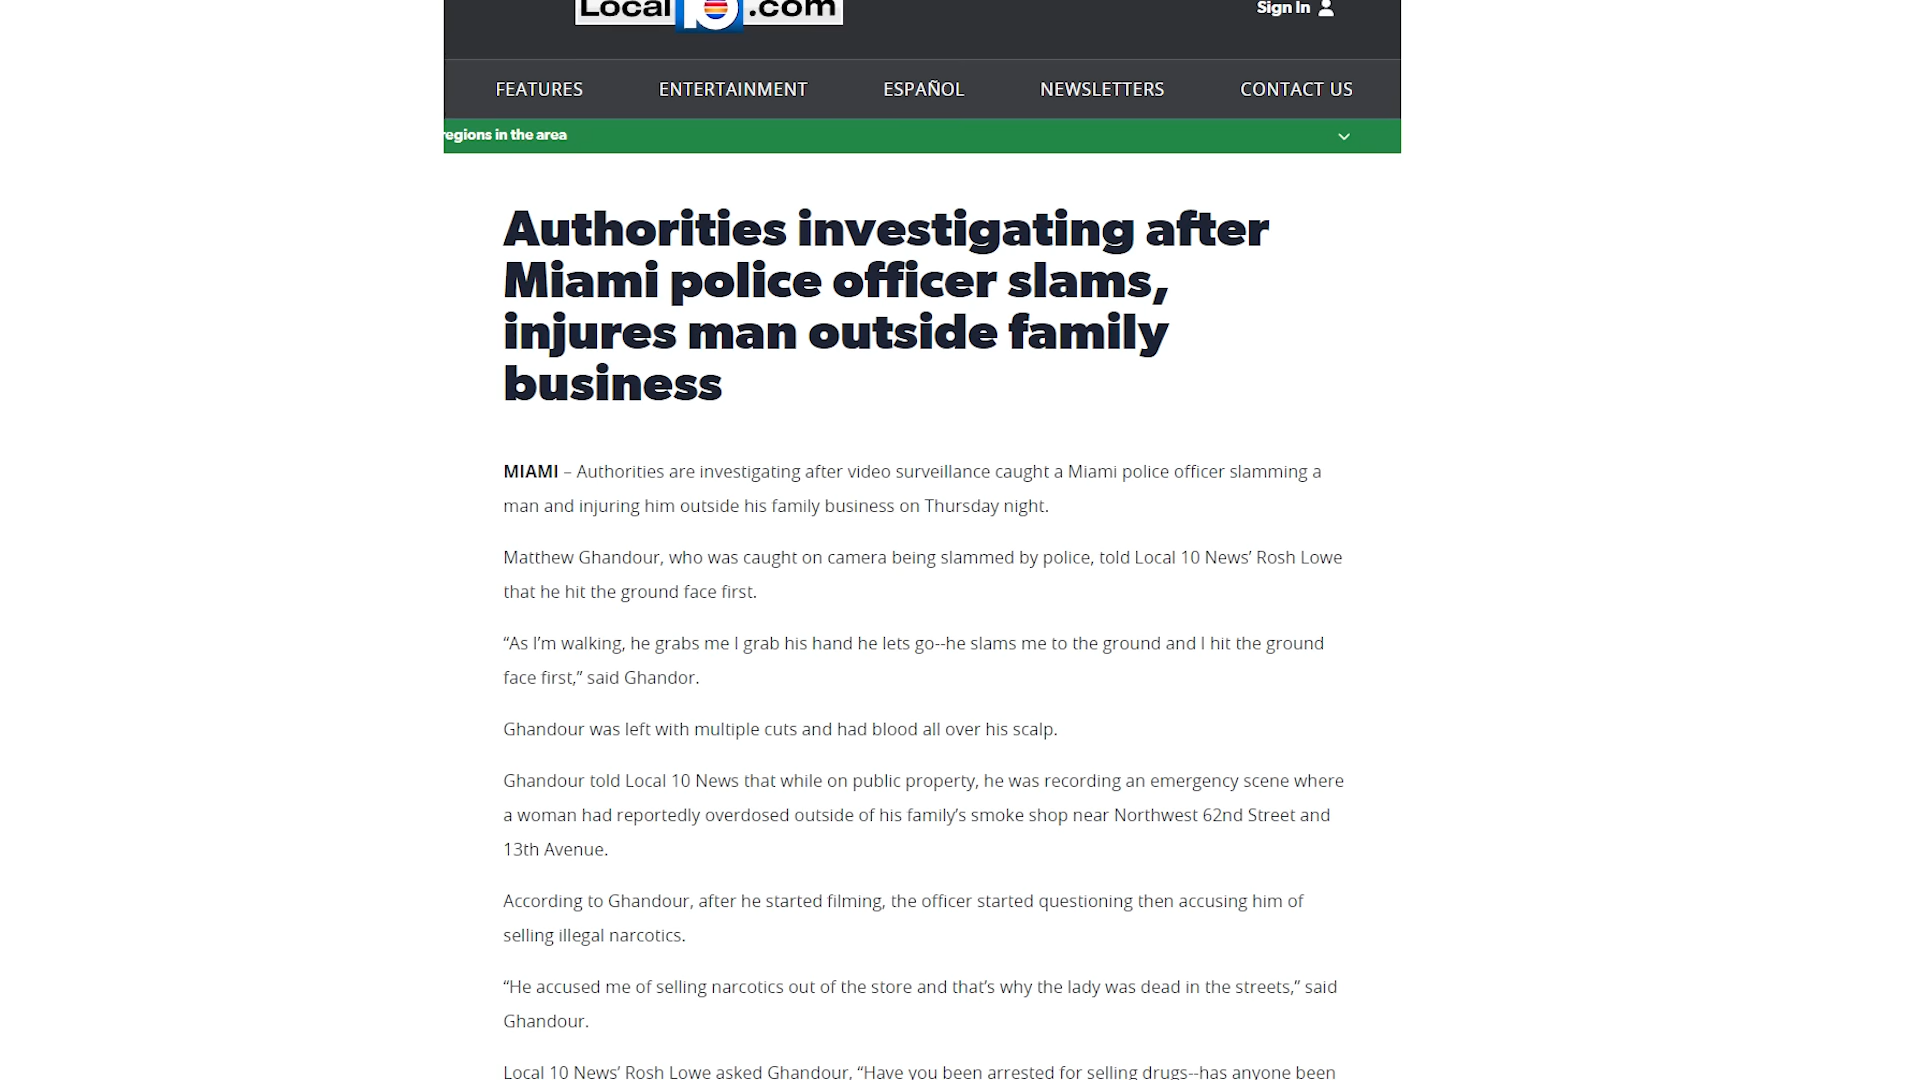 Local 10 .com
Sign In
FEATURES ENTERTAINMENT ESPAÑOL NEWSLETTERS CONTACT US
regions in the area
Authorities investigating after
Miami police officer slams,
injures man outside family
business
MIAMI – Authorities are investigating after video surveillance caught a Miami police officer slamming a
man and injuring him outside his family business on Thursday night.
Matthew Ghandour, who was caught on camera being slammed by police, told Local 10 News’ Rosh Lowe
that he hit the ground face first.
“As I’m walking, he grabs me I grab his hand he lets go--he slams me to the ground and I hit the ground
face first,” said Ghandor.
Ghandour was left with multiple cuts and had blood all over his scalp.
Ghandour told Local 10 News that while on public property, he was recording an emergency scene where
a woman had reportedly overdosed outside of his family’s smoke shop near Northwest 62nd Street and
13th Avenue.
According to Ghandour, after he started filming, the officer started questioning then accusing him of
selling illegal narcotics.
“He accused me of selling narcotics out of the store and that’s why the lady was dead in the streets,” said
Ghandour.
Local 10 News’ Rosh Lowe asked Ghandour, “Have you been arrested for selling drugs--has anyone been